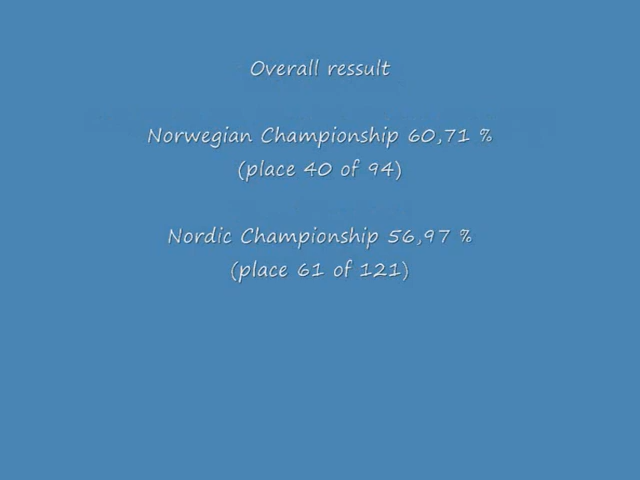 Overall ressult
Norwegian Championship 60,71 %
(place 40 of 94)
Nordic Championship 56,97 %
(place 61 of 121)